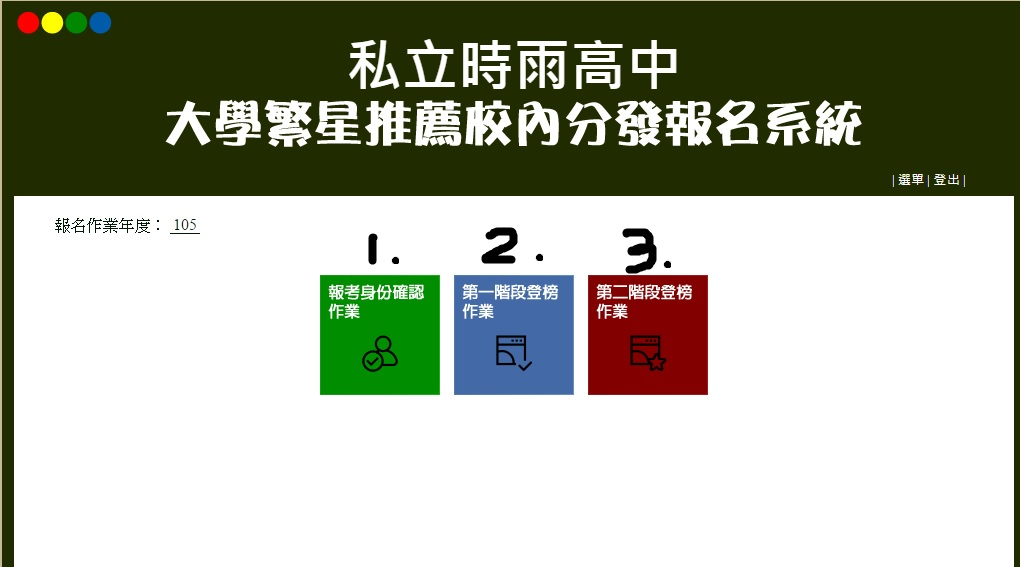 私立時雨高中
大學繁星推薦校內分發報名系統
| 選單 | 登出 |
報名作業年度： 105
1. 2. 3.
報考身份確認
作業
第一階段登榜
作業
第二階段登榜
作業